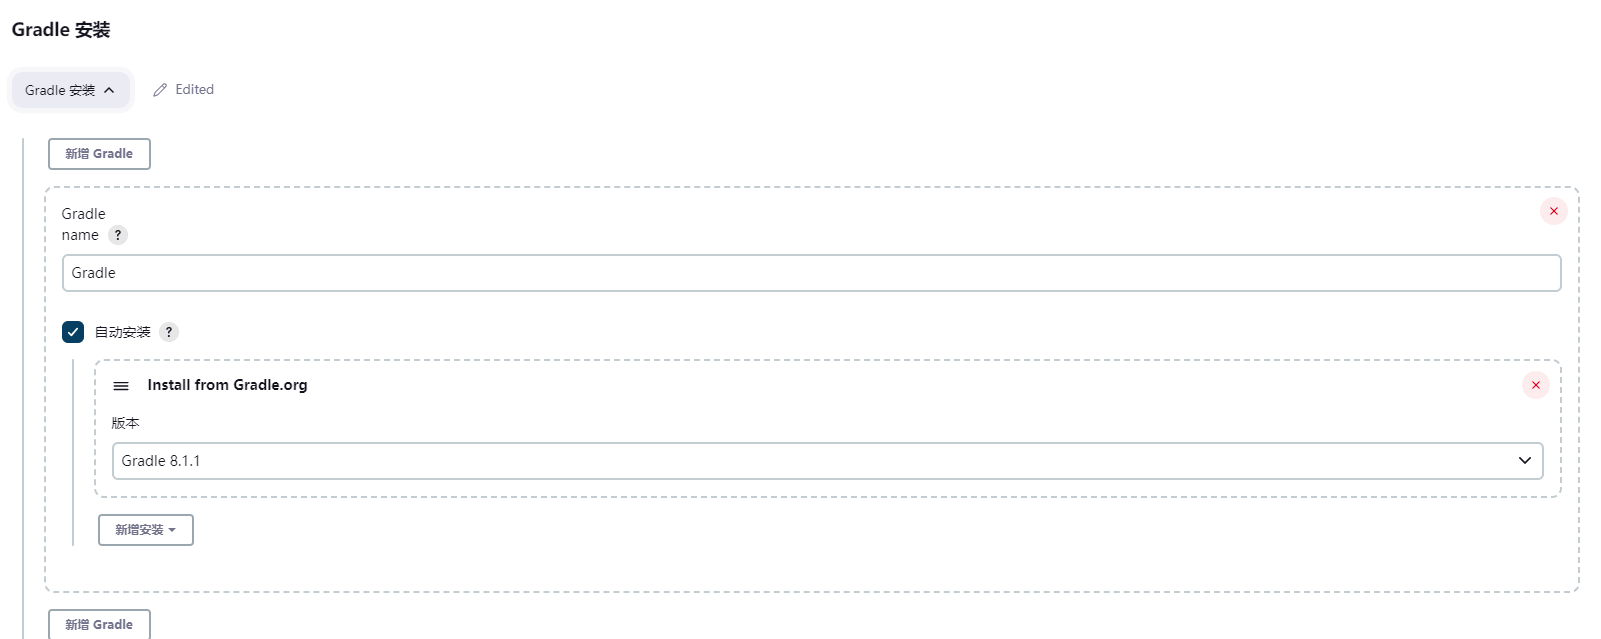 Gradle 安装
Gradle 安装
Edited
新增 Gradle
Gradle
name ?
Gradle
自动安装 ?
Install from Gradle.org
版本
Gradle 8.1.1
新增安装
新增 Gradle